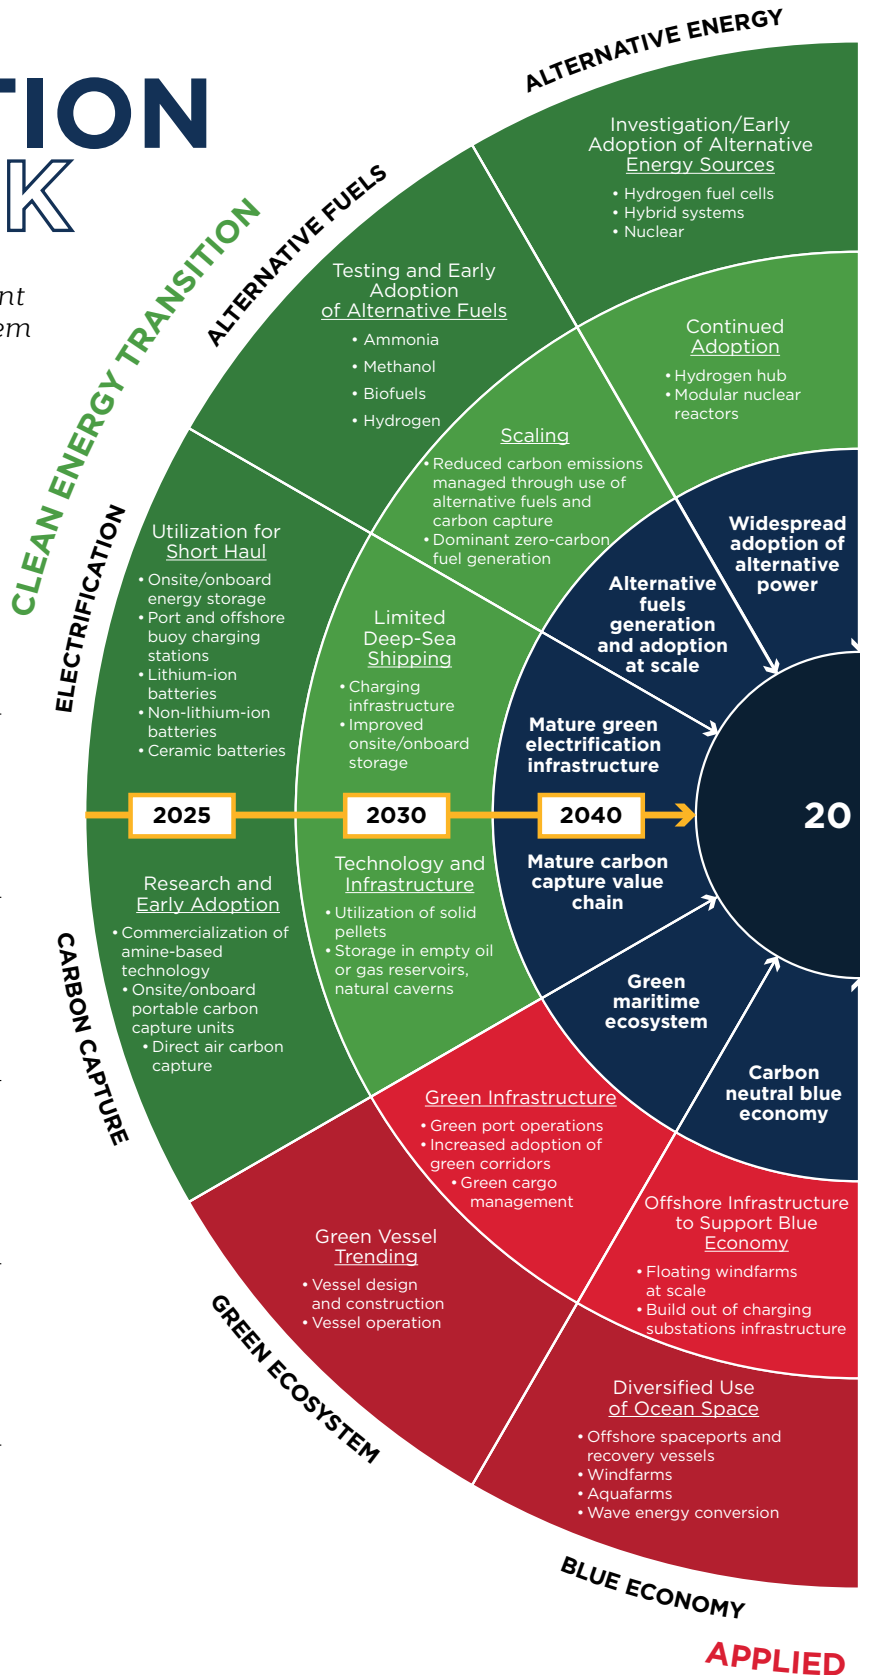 TION
K
nt
em
CLEAN ENERGY TRANSITION
ALTERNATIVE ENERGY
Investigation/Early
Adoption of Alternative
Energy Sources
• Hydrogen fuel cells
• Hybrid systems
• Nuclear
Continued
Adoption
• Hydrogen hub
• Modular nuclear
reactors
Widespread
adoption of
alternative
power
ALTERNATIVE FUELS
Testing and Early
Adoption
of Alternative Fuels
• Ammonia
• Methanol
• Biofuels
• Hydrogen
Scaling
• Reduced carbon emissions
managed through use of
alternative fuels and
carbon capture
• Dominant zero-carbon
fuel generation
Alternative
fuels
generation
and adoption
at scale
ELECTRIFICATION
Utilization for
Short Haul
• Onsite/onboard
energy storage
• Port and offshore
buoy charging
stations
• Lithium-ion
batteries
• Non-lithium-ion
batteries
• Ceramic batteries
Limited
Deep-Sea
Shipping
• Charging
infrastructure
• Improved
onsite/onboard
storage
Mature green
electrification
infrastructure
2025
2030
2040
20
CARBON CAPTURE
Research and
Early Adoption
• Commercialization of
amine-based
technology
• Onsite/onboard
portable carbon
capture units
• Direct air carbon
capture
Technology and
Infrastructure
• Utilization of solid
pellets
• Storage in empty oil
or gas reservoirs,
natural caverns
Mature carbon
capture value
chain
GREEN ECOSYSTEM
Green Vessel
Trending
• Vessel design
and construction
• Vessel operation
Green Infrastructure
• Green port operations
• Increased adoption of
green corridors
• Green cargo
management
Green
maritime
ecosystem
BLUE ECONOMY
Diversified Use
of Ocean Space
• Offshore spaceports and
recovery vessels
• Windfarms
• Aquafarms
• Wave energy conversion
Offshore Infrastructure
to Support Blue
Economy
• Floating windfarms
at scale
• Build out of charging
substations infrastructure
Carbon
neutral blue
economy
APPLIED